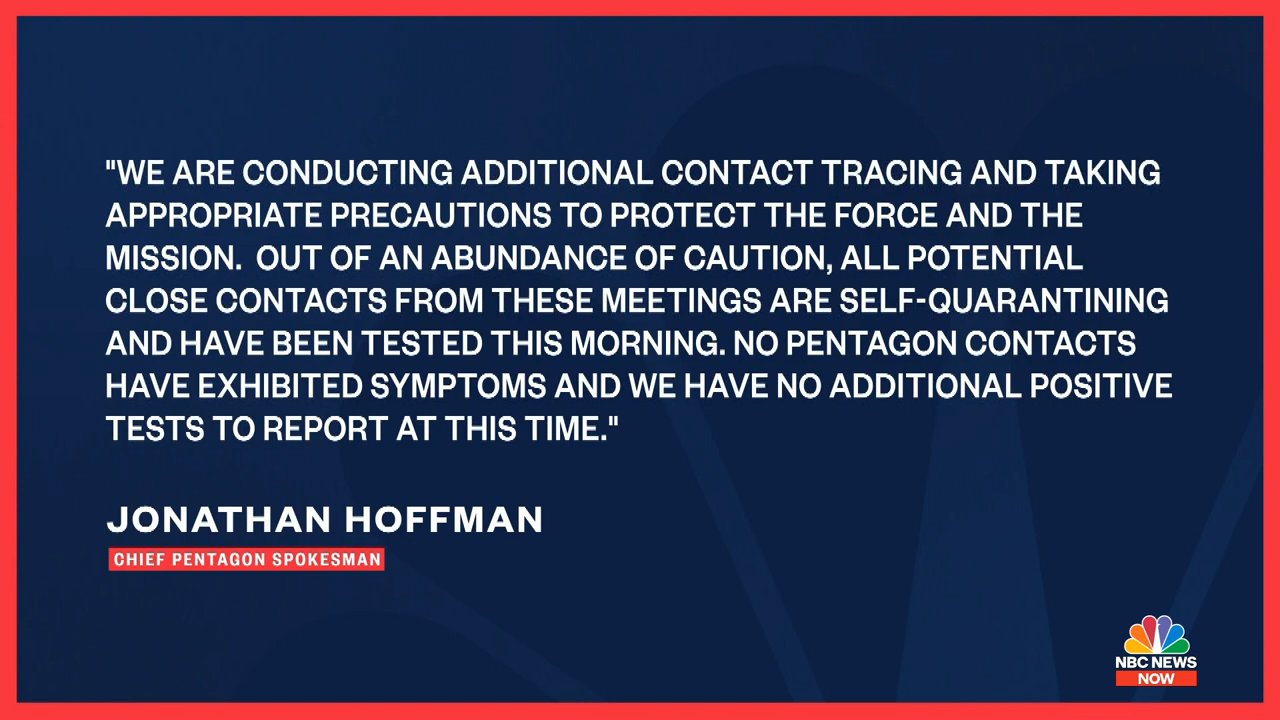 "WE ARE CONDUCTING ADDITIONAL CONTACT TRACING AND TAKING
APPROPRIATE PRECAUTIONS TO PROTECT THE FORCE AND THE
MISSION.  OUT OF AN ABUNDANCE OF CAUTION, ALL POTENTIAL
CLOSE CONTACTS FROM THESE MEETINGS ARE SELF-QUARANTINING
AND HAVE BEEN TESTED THIS MORNING. NO PENTAGON CONTACTS
HAVE EXHIBITED SYMPTOMS AND WE HAVE NO ADDITIONAL POSITIVE
TESTS TO REPORT AT THIS TIME."
JONATHAN HOFFMAN
CHIEF PENTAGON SPOKESMAN
NBC NEWS
NOW